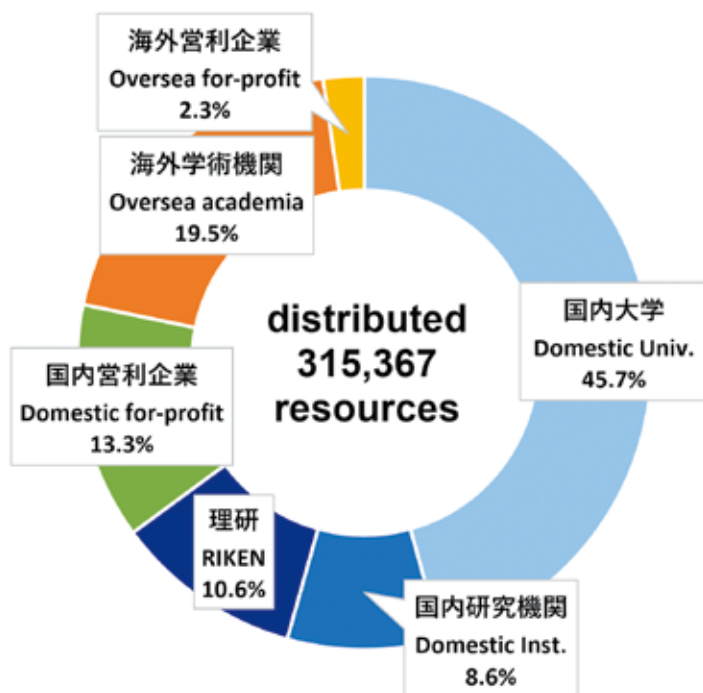 海外営利企業
Oversea for-profit
2.3%
海外学術機関
Oversea academia
19.5%
distributed
315,367
resources
国内大学
Domestic Univ.
45.7%
国内営利企業
Domestic for-profit
13.3%
理研
RIKEN
10.6%
国内研究機関
Domestic Inst.
8.6%